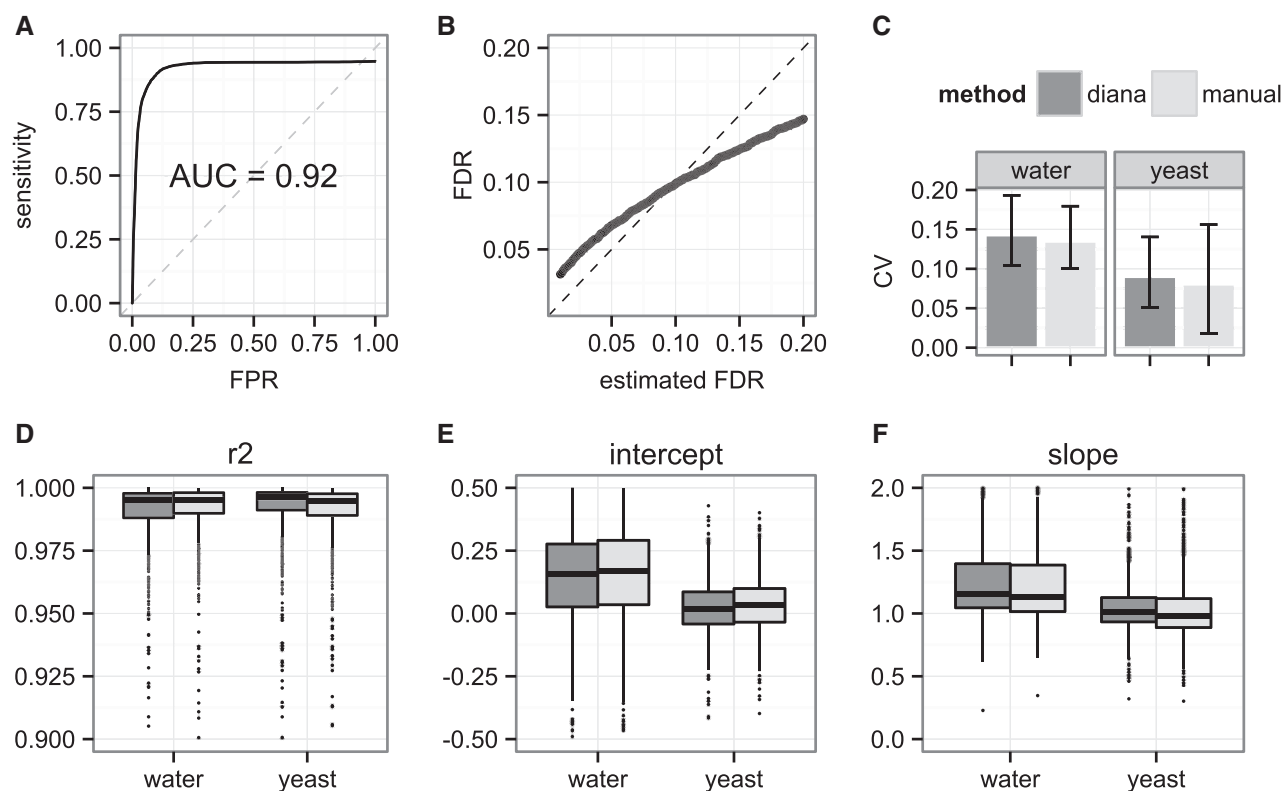 A
sensitivity
1.00
0.75
0.50
0.25
0.00
AUC = 0.92
0.00 0.25 0.50 0.75 1.00
FPR
B
FDR
0.20
0.15
0.10
0.05
0.05 0.10 0.15 0.20
estimated FDR
C
method diana manual
water yeast
CV
0.20
0.15
0.10
0.05
0.00
D
r2
1.000
0.975
0.950
0.925
0.900
water yeast
E
intercept
0.50
0.25
0.00
-0.25
-0.50
water yeast
F
slope
2.0
1.5
1.0
0.5
0.0
water yeast